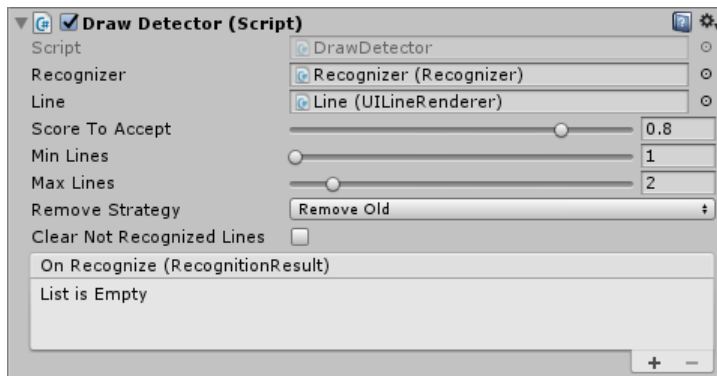 Draw Detector (Script)
Script DrawDetector
Recognizer Recognizer (Recognizer)
Line Line (UILineRenderer)
Score To Accept 0.8
Min Lines 1
Max Lines 2
Remove Strategy Remove Old
Clear Not Recognized Lines
On Recognize (RecognitionResult)
List is Empty